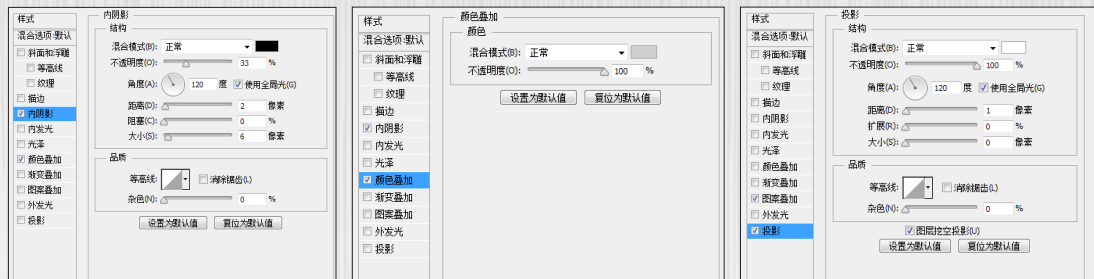 样式
混合选项:默认
斜面和浮雕
等高线
纹理
描边
内阴影
内发光
光泽
颜色叠加
渐变叠加
图案叠加
外发光
投影
内阴影
结构
混合模式(B): 正常
不透明度(O): 33 %
角度(A): 120 度 使用全局光(G)
距离(D): 2 像素
阻塞(C): 0 %
大小(S): 6 像素
品质
等高线: 消除锯齿(L)
杂色(N): 0 %
设置为默认值 复位为默认值
样式
混合选项:默认
斜面和浮雕
等高线
纹理
描边
内阴影
内发光
光泽
颜色叠加
渐变叠加
图案叠加
外发光
投影
颜色叠加
颜色
混合模式(B): 正常
不透明度(O): 100 %
设置为默认值 复位为默认值
样式
混合选项:默认
斜面和浮雕
等高线
纹理
描边
内阴影
内发光
光泽
颜色叠加
渐变叠加
图案叠加
外发光
投影
投影
结构
混合模式(B): 正常
不透明度(O): 100 %
角度(A): 120 度 使用全局光(G)
距离(D): 1 像素
扩展(R): 0 %
大小(S): 0 像素
品质
等高线: 消除锯齿(L)
杂色(N): 0 %
图层挖空投影(U)
设置为默认值 复位为默认值